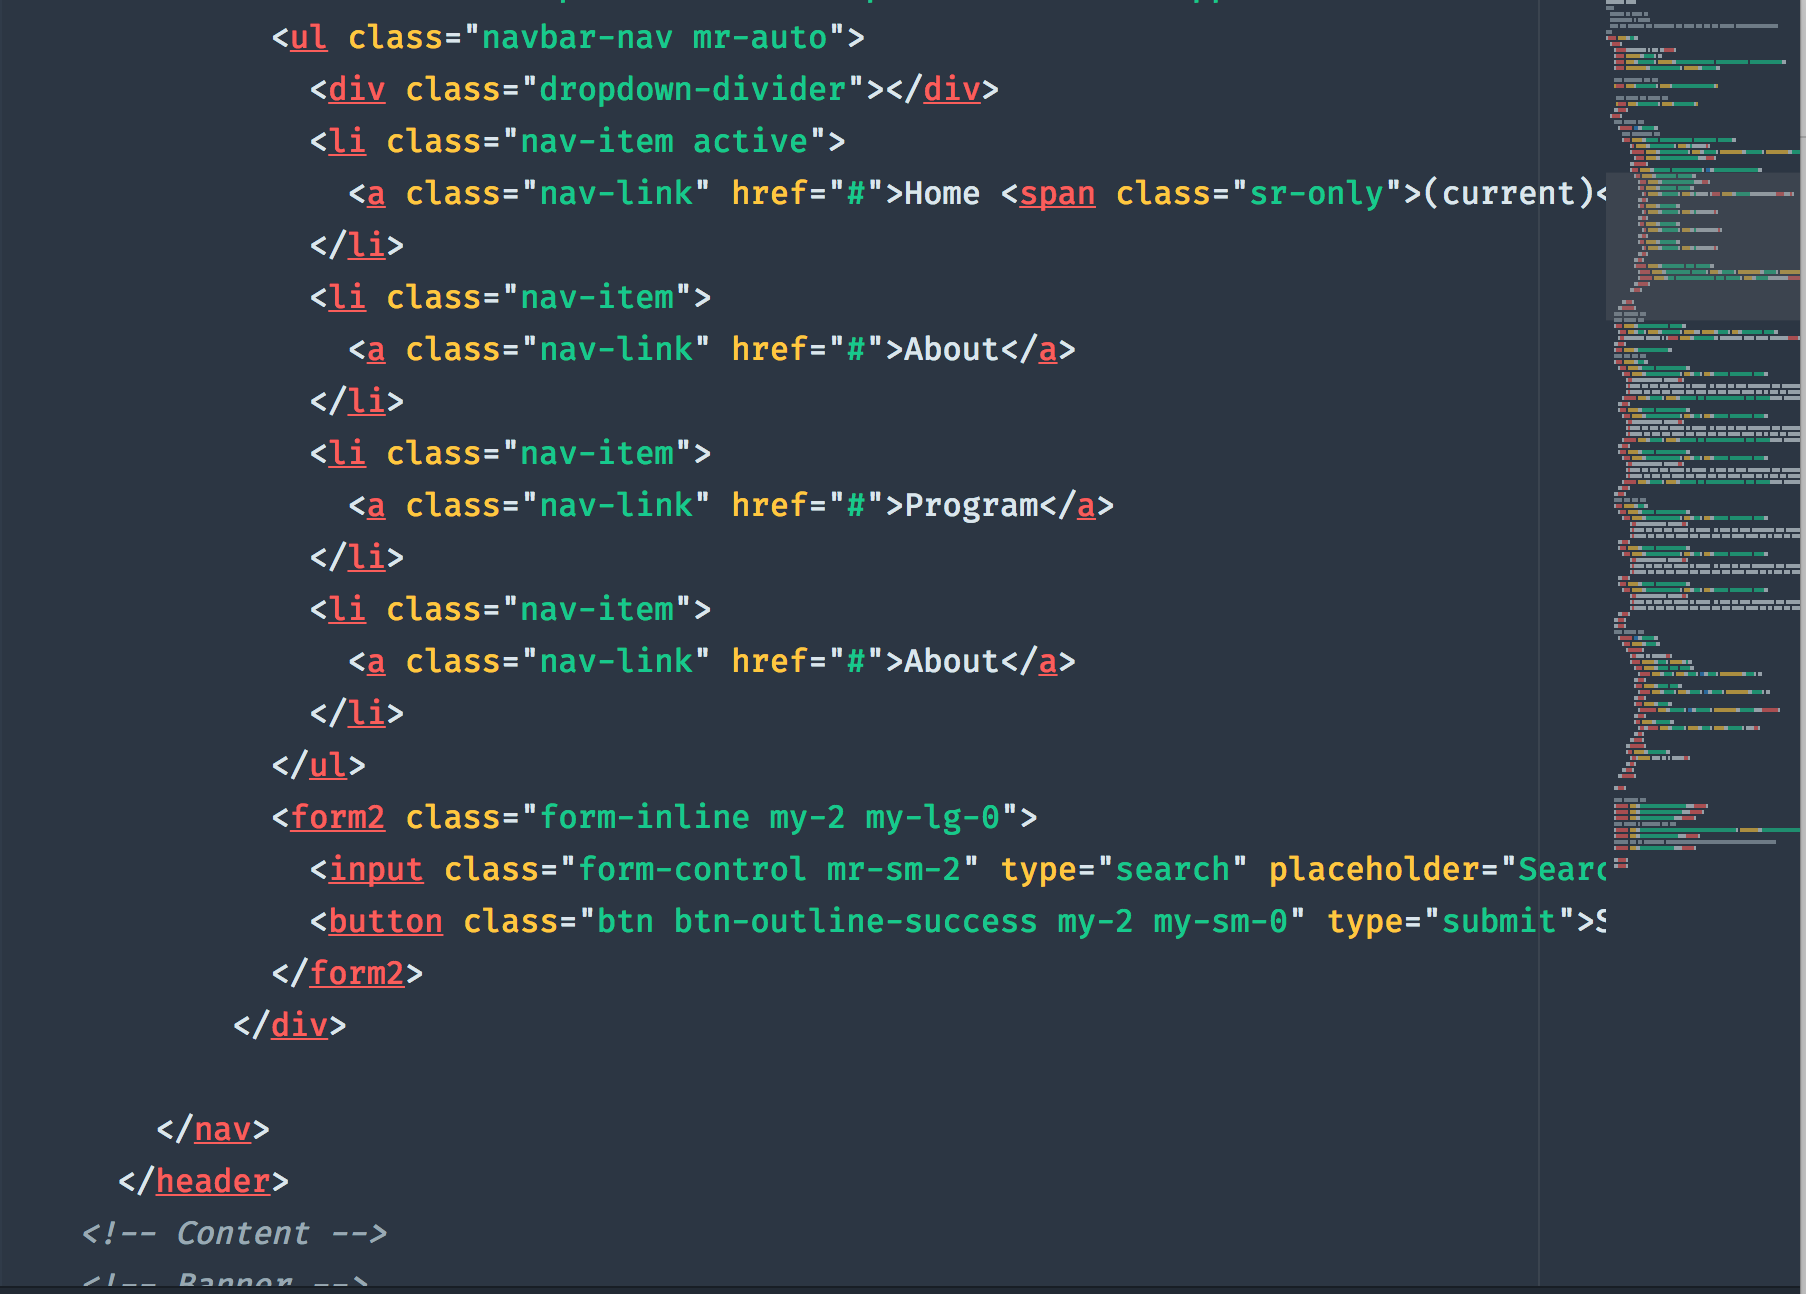 <ul class="navbar-nav mr-auto">
<div class="dropdown-divider"></div>
<li class="nav-item active">
<a class="nav-link" href="#">Home <span class="sr-only">(current)<
</li>
<li class="nav-item">
<a class="nav-link" href="#">About</a>
</li>
<li class="nav-item">
<a class="nav-link" href="#">Program</a>
</li>
<li class="nav-item">
<a class="nav-link" href="#">About</a>
</li>
</ul>
<form2 class="form-inline my-2 my-lg-0">
<input class="form-control mr-sm-2" type="search" placeholder="Searc
<button class="btn btn-outline-success my-2 my-sm-0" type="submit">S
</form2>
</div>
</nav>
</header>
<!-- Content -->
<!-- Banner -->